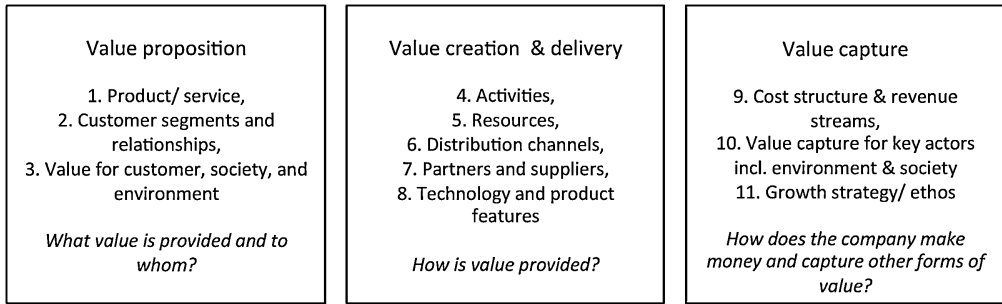 Value proposition
1. Product/ service,
2. Customer segments and
relationships,
3. Value for customer, society, and
environment
What value is provided and to
whom?
Value creation & delivery
4. Activities,
5. Resources,
6. Distribution channels,
7. Partners and suppliers,
8. Technology and product
features
How is value provided?
Value capture
9. Cost structure & revenue
streams,
10. Value capture for key actors
incl. environment & society
11. Growth strategy/ ethos
How does the company make
money and capture other forms of
value?